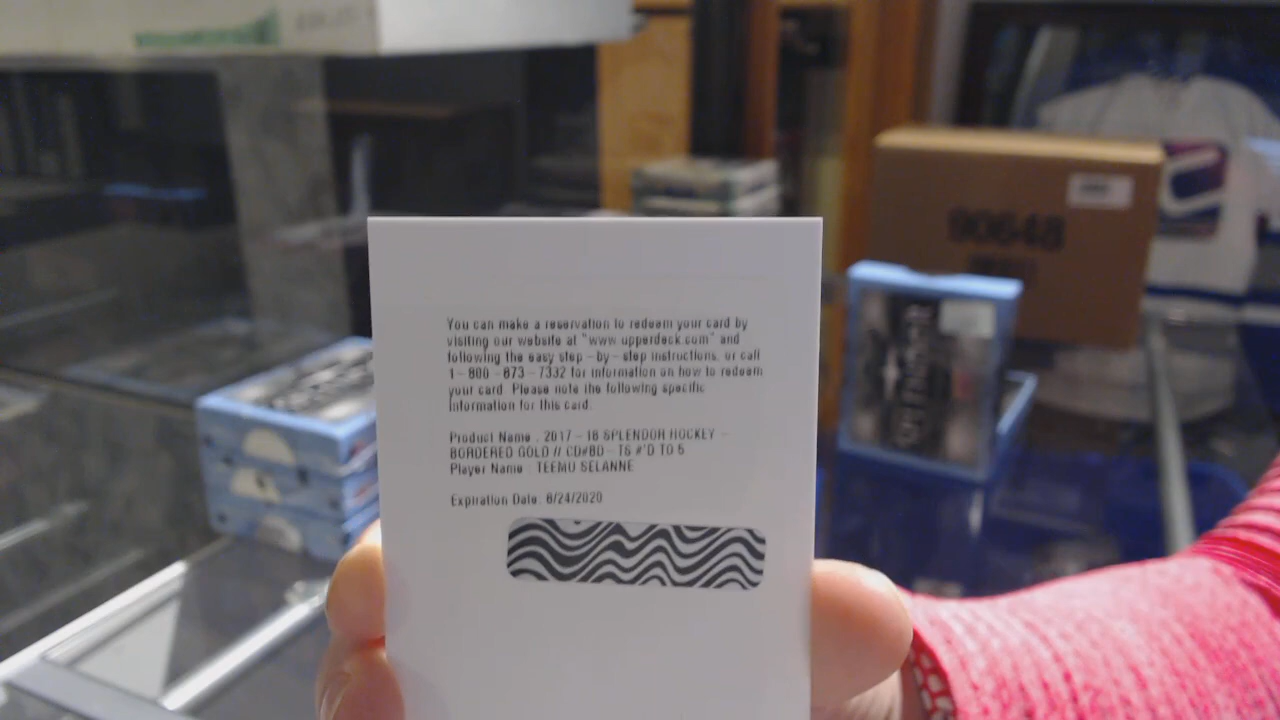 You can make a reservation to redeem your card by
visiting our website at "www.upperdeck.com" and
following the easy step-by-step instructions, or call
1-800-873-7332 for information on how to redeem
your card. Please note the following specific
information for this card.
Product Name : 2017-18 SPLENDOR HOCKEY -
BORDERED GOLD // CD#BD-TS #'D TO 5
Player Name : TEEMU SELANNE
Expiration Date: 6/24/2020
90648
SPLENDOR